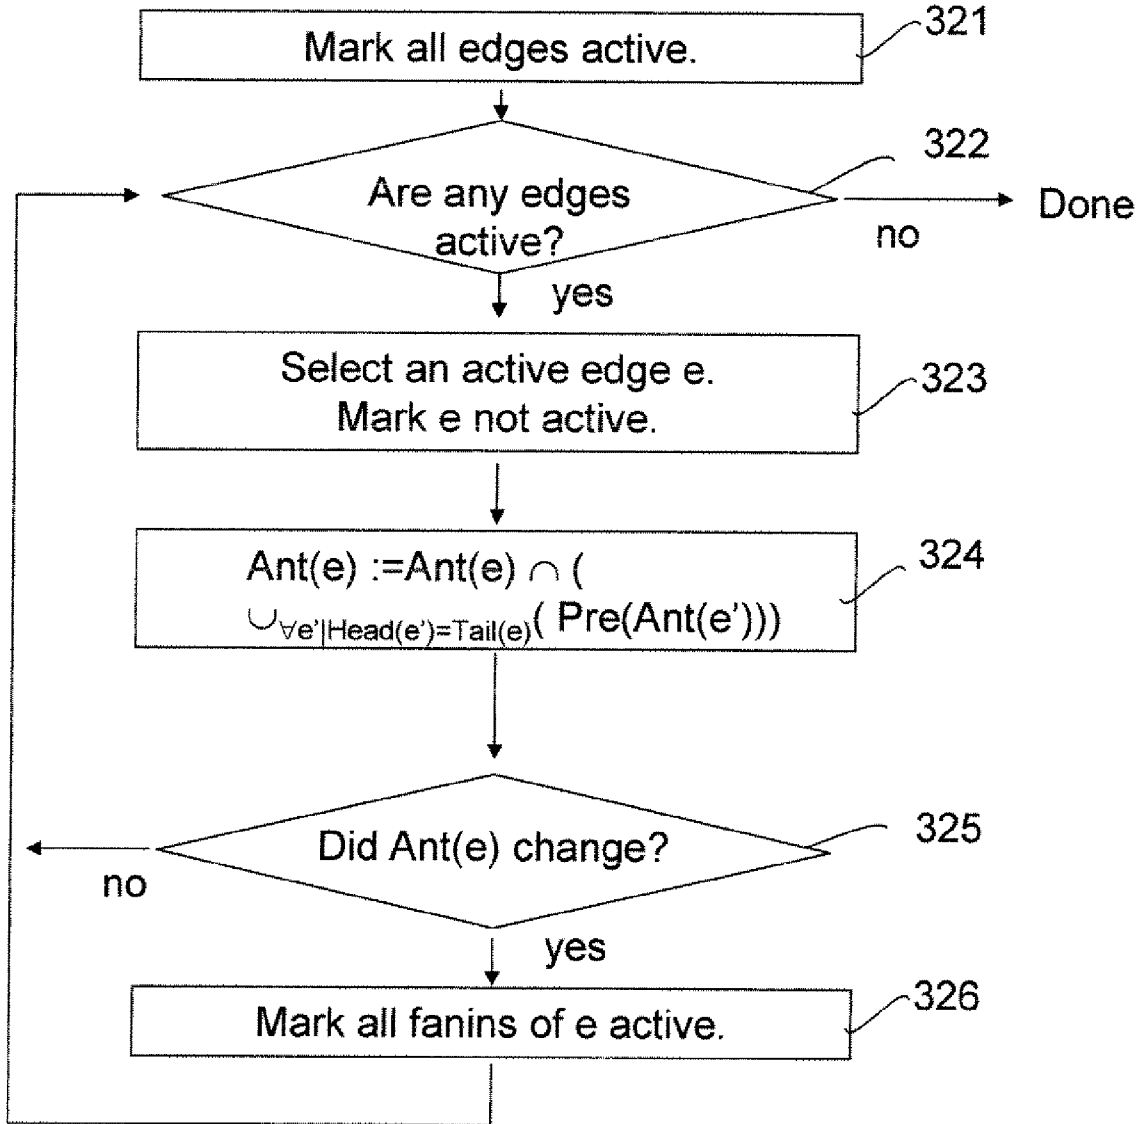 Mark all edges active.
321
322
Are any edges
active?
Done
no
yes
Select an active edge e.
Mark e not active.
323
Ant(e) :=Ant(e) ∩ (
∪∀e'|Head(e')=Tail(e)( Pre(Ant(e')))
324
Did Ant(e) change?
325
no
yes
Mark all fanins of e active.
326